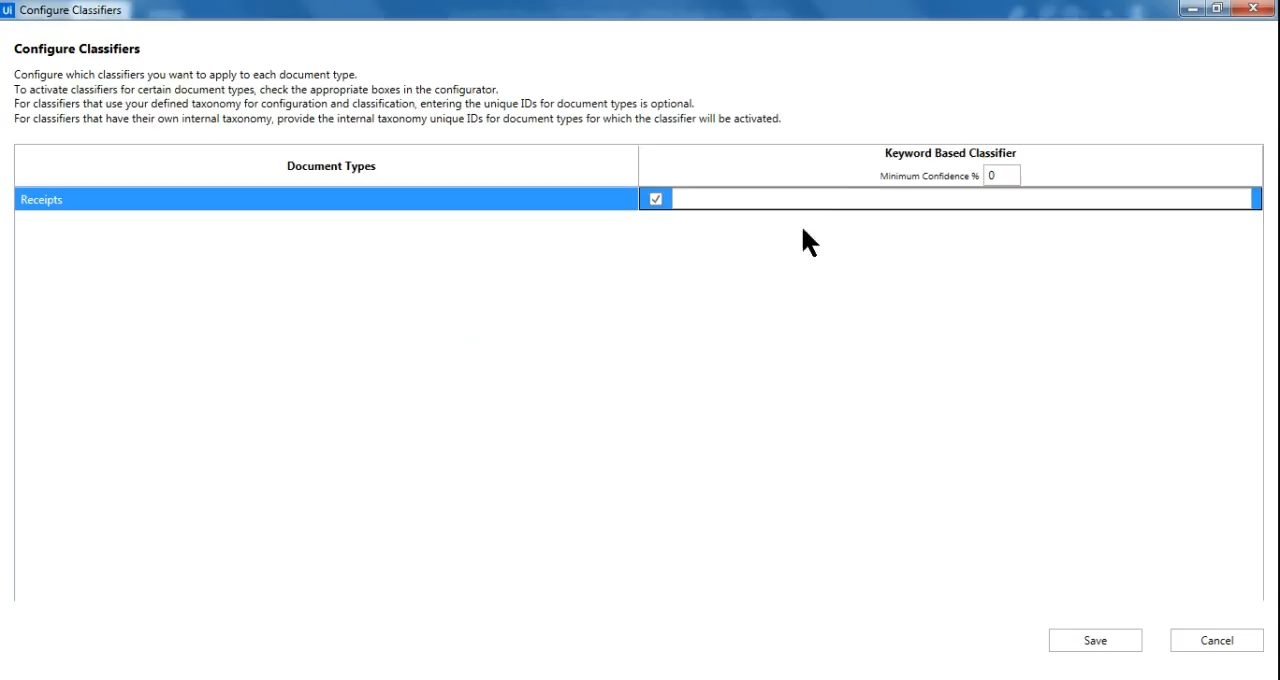 Ui Configure Classifiers
Configure Classifiers
Configure which classifiers you want to apply to each document type.
To activate classifiers for certain document types, check the appropriate boxes in the configurator.
For classifiers that use your defined taxonomy for configuration and classification, entering the unique IDs for document types is optional.
For classifiers that have their own internal taxonomy, provide the internal taxonomy unique IDs for document types for which the classifier will be activated.
Document Types
Keyword Based Classifier
Minimum Confidence % 0
Receipts
Save
Cancel